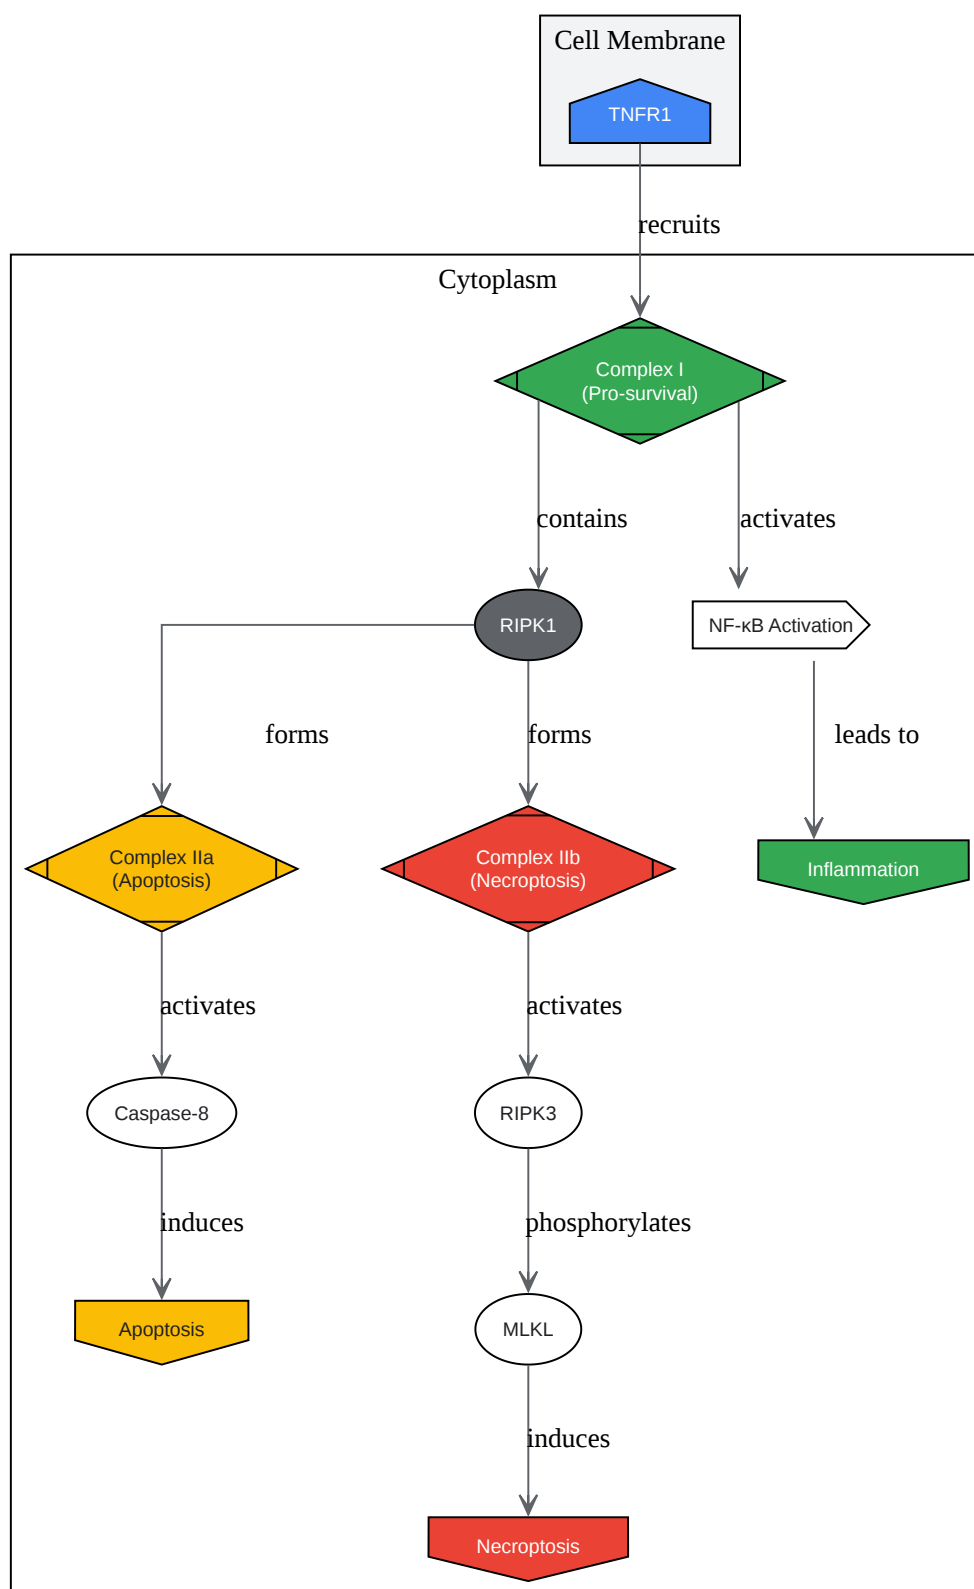 Cell Membrane
TNFR1
recruits
Cytoplasm
Complex I
(Pro-survival)
contains
activates
RIPK1
NF-κB Activation
forms
forms
leads to
Complex IIa
(Apoptosis)
Complex IIb
(Necroptosis)
Inflammation
activates
activates
Caspase-8
RIPK3
induces
phosphorylates
Apoptosis
MLKL
induces
Necroptosis